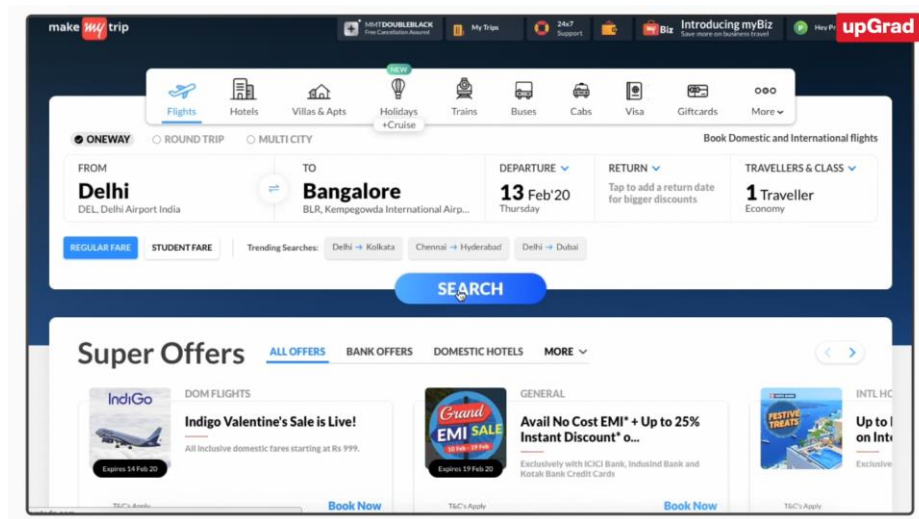 make my trip
MMTDOUBLEBLACK
Free Cancellation Assured
My Trips
24x7
Support
Biz
Introducing myBiz
Save more on business travel
P
Hey Pr
upGrad
NEW
Flights
Hotels
Villas & Apts
Holidays
+Cruise
Trains
Buses
Cabs
Visa
Giftcards
More
ONEWAY
ROUND TRIP
MULTI CITY
Book Domestic and International flights
FROM
Delhi
DEL, Delhi Airport India
TO
Bangalore
BLR, Kempegowda International Airp...
DEPARTURE
13 Feb'20
Thursday
RETURN
Tap to add a return date
for bigger discounts
TRAVELLERS & CLASS
1 Traveller
Economy
REGULAR FARE
STUDENT FARE
Trending Searches:
Delhi → Kolkata
Chennai → Hyderabad
Delhi → Dubai
SEARCH
Super Offers
ALL OFFERS
BANK OFFERS
DOMESTIC HOTELS
MORE
IndiGo
Expires 14 Feb 20
DOM FLIGHTS
Indigo Valentine's Sale is Live!
All inclusive domestic fares starting at Rs 999.
T&C's Apply
Book Now
Grand
EMI SALE
10 Feb - 19 Feb
Expires 19 Feb 20
GENERAL
Avail No Cost EMI* + Up to 25%
Instant Discount* o...
Exclusively with ICICI Bank, Indusind Bank and
Kotak Bank Credit Cards
T&C's Apply
Book Now
FESTIVE
TREATS
INTL HO
Up to
on Inte
Exclusive
T&C's Apply